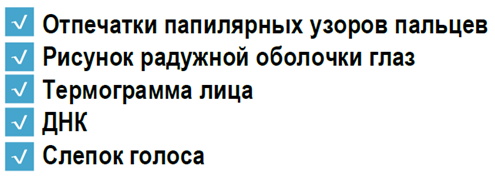 Отпечатки папилярных узоров пальцев
Рисунок радужной оболочки глаз
Термограмма лица
ДНК
Слепок голоса